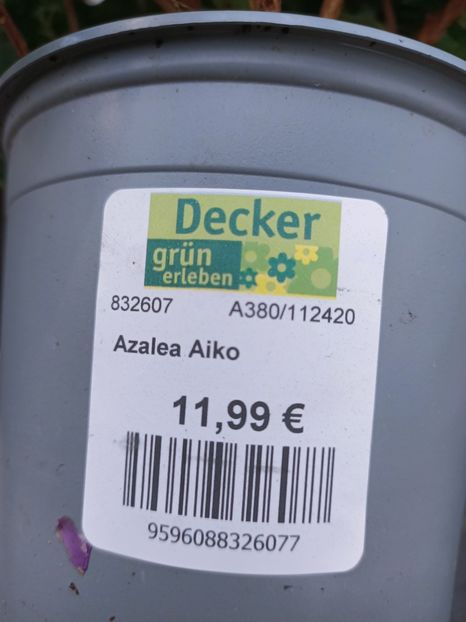 Decker
grün
erleben
832607 A380/112420
Azalea Aiko
11,99 €
9596088326077